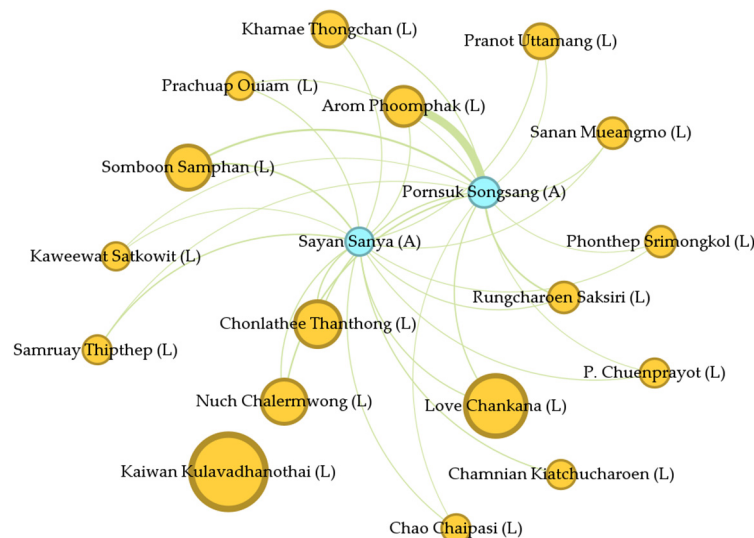 Khamae Thongchan (L)
Pranot Uttamang (L)
Prachuap Ouiam (L)
Arom Phoomphak (L)
Sanan Mueangmo (L)
Somboon Samphan (L)
Pornsuk Songsang (A)
Sayan Sanya (A)
Phonthep Srimongkol (L)
Kaweewat Satkowit (L)
Rungcharoen Saksiri (L)
Chonlathee Thanthong (L)
Samruay Thipthep (L)
P. Chuenprayot (L)
Nuch Chalermwong (L)
Love Chankana (L)
Kaiwan Kulavadhanothai (L)
Chamnian Kiatchucharoen (L)
Chao Chaipasi (L)